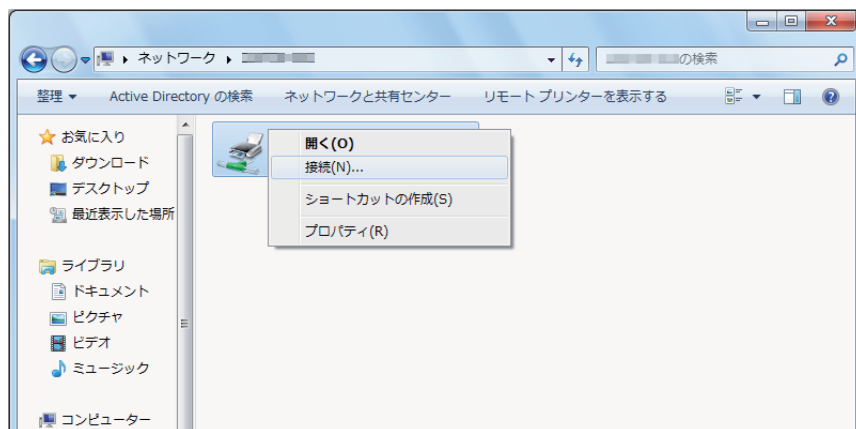 ネットワーク
の検索
整理 Active Directory の検索 ネットワークと共有センター リモート プリンターを表示する
お気に入り
ダウンロード
デスクトップ
最近表示した場所
ライブラリ
ドキュメント
ピクチャ
ビデオ
ミュージック
コンピューター
開く(O)
接続(N)...
ショートカットの作成(S)
プロパティ(R)